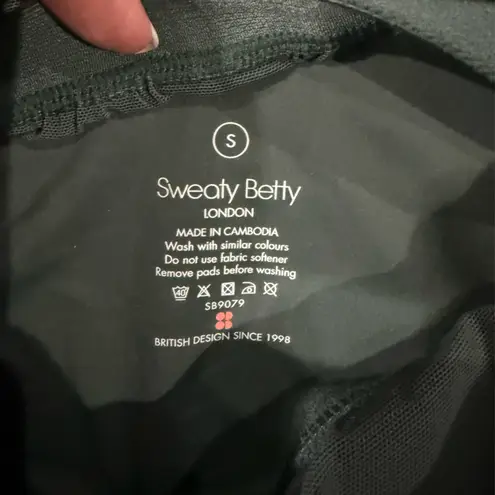 S
Sweaty Betty
LONDON
MADE IN CAMBODIA
Wash with similar colours
Do not use fabric softener
Remove pads before washing
40
SB9079
BRITISH DESIGN SINCE 1998